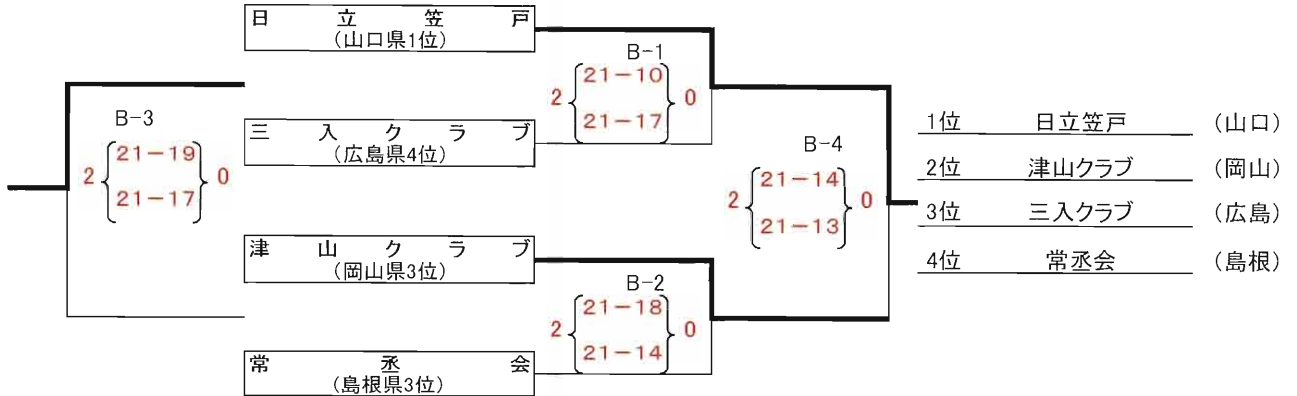 日立笠戸
(山口県1位)
B-1
2 21-10 0
21-17
三入クラブ
(広島県4位)
B-3
2 21-19 0
21-17
B-4
2 21-14 0
21-13
津山クラブ
(岡山県3位)
B-2
2 21-18 0
21-14
常丞会
(島根県3位)
1位 日立笠戸 (山口)
2位 津山クラブ (岡山)
3位 三入クラブ (広島)
4位 常丞会 (島根)